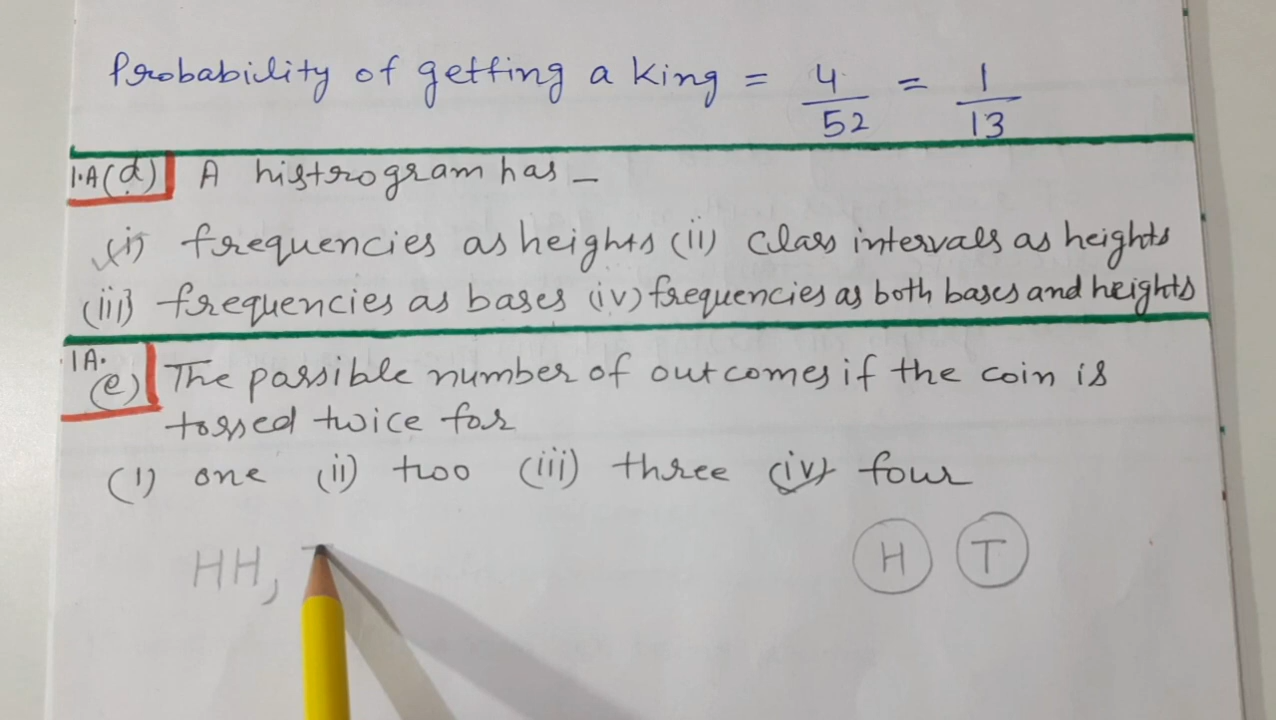 Probability of getting a King = 4/52 = 1/13
1.A(d) A histrogram has _
(i) frequencies as heights (ii) Class intervals as heights
(iii) frequencies as bases (iv) frequencies as both bases and heights
1A.(e) The possible number of outcomes if the coin is
tossed twice for
(1) one (ii) two (iii) three (iv) four
HH, T
H T